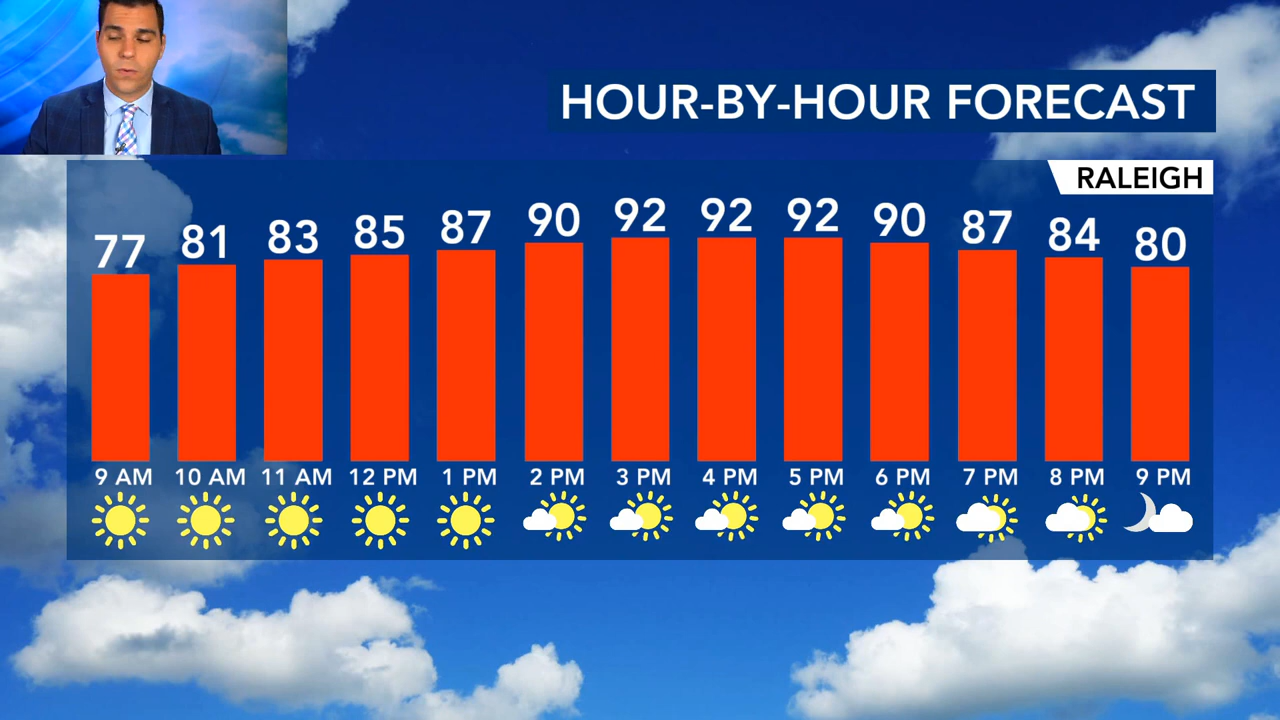 HOUR-BY-HOUR FORECAST
RALEIGH
77 81 83 85 87 90 92 92 92 90 87 84 80
9 AM 10 AM 11 AM 12 PM 1 PM 2 PM 3 PM 4 PM 5 PM 6 PM 7 PM 8 PM 9 PM